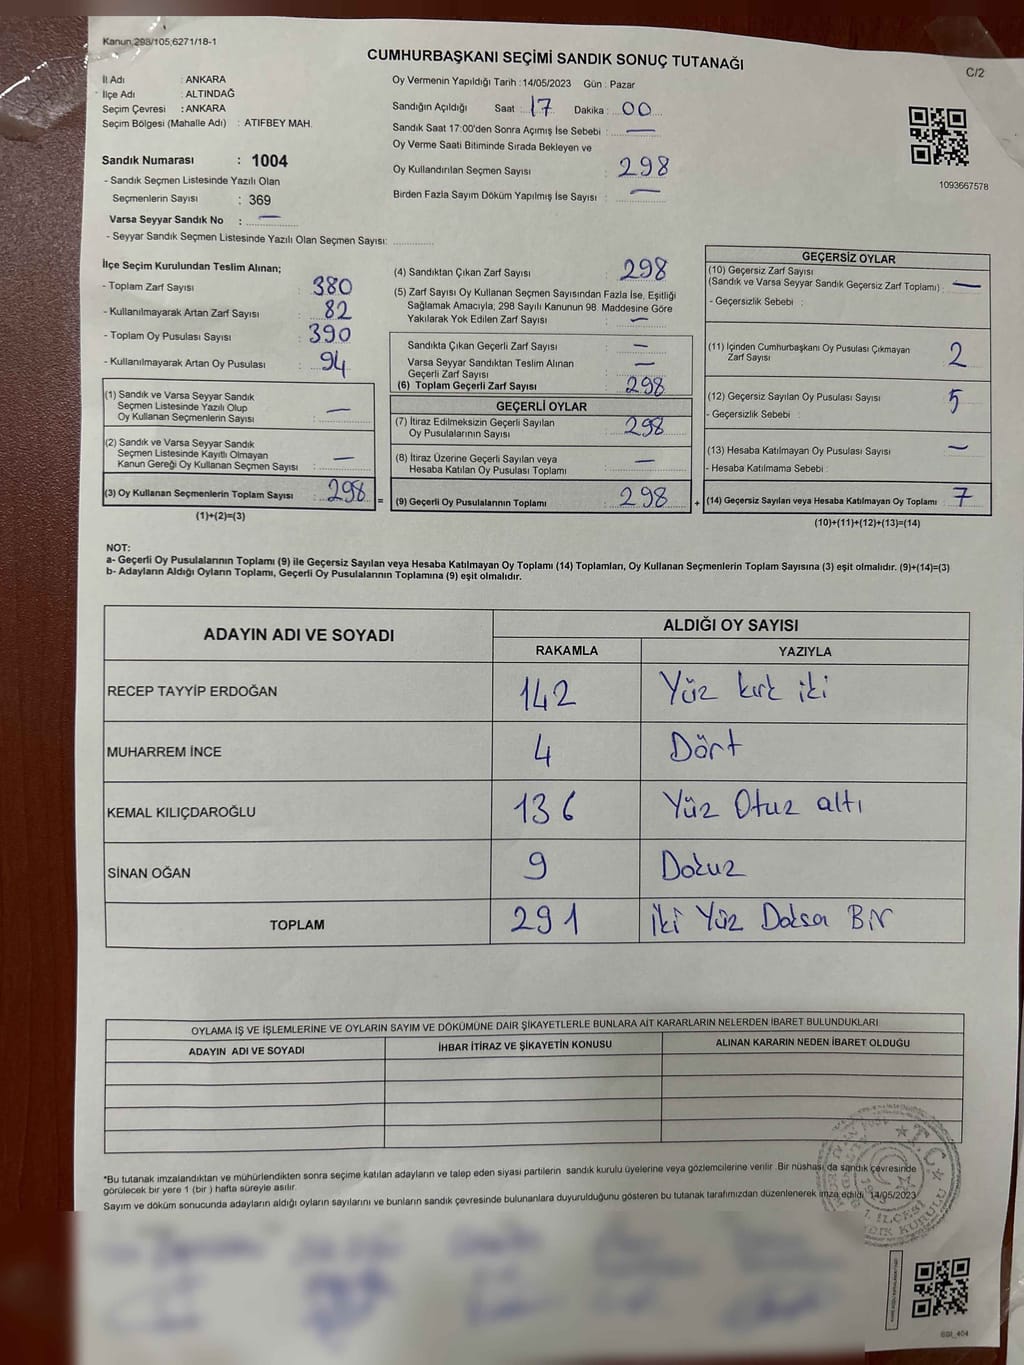 Kanun 298/105,6271/18-1
CUMHURBAŞKANI SEÇİMİ SANDIK SONUÇ TUTANAĞI
C/2
İl Adı : ANKARA
İlçe Adı : ALTINDAĞ
Seçim Çevresi : ANKARA
Seçim Bölgesi (Mahalle Adı) : ATIFBEY MAH.
Sandık Numarası : 1004
- Sandık Seçmen Listesinde Yazılı Olan
Seçmenlerin Sayısı : 369
Varsa Seyyar Sandık No : —
- Seyyar Sandık Seçmen Listesinde Yazılı Olan Seçmen Sayısı: ..............
Oy Vermenin Yapıldığı Tarih : 14/05/2023 Gün : Pazar
Sandığın Açıldığı Saat : 17 Dakika : 00
Sandık Saat 17:00'den Sonra Açımış İse Sebebi : —
Oy Verme Saati Bitiminde Sırada Bekleyen ve
Oy Kullandırılan Seçmen Sayısı : 298
Birden Fazla Sayım Döküm Yapılmış İse Sayısı : —
1093667578
İlçe Seçim Kurulundan Teslim Alınan;
- Toplam Zarf Sayısı : 380
- Kullanılmayarak Artan Zarf Sayısı : 82
- Toplam Oy Pusulası Sayısı : 390
- Kullanılmayarak Artan Oy Pusulası : 94
(1) Sandık ve Varsa Seyyar Sandık
Seçmen Listesinde Yazılı Olup
Oy Kullanan Seçmenlerin Sayısı : —
(2) Sandık ve Varsa Seyyar Sandık
Seçmen Listesinde Kayıtlı Olmayan
Kanun Gereği Oy Kullanan Seçmen Sayısı : —
(3) Oy Kullanan Seçmenlerin Toplam Sayısı : 298 =
(1)+(2)=(3)
(4) Sandıktan Çıkan Zarf Sayısı : 298
(5) Zarf Sayısı Oy Kullanan Seçmen Sayısından Fazla İse, Eşitliği
Sağlamak Amacıyla, 298 Sayılı Kanunun 98. Maddesine Göre
Yakılarak Yok Edilen Zarf Sayısı : —
Sandıkta Çıkan Geçerli Zarf Sayısı : —
Varsa Seyyar Sandıktan Teslim Alınan
Geçerli Zarf Sayısı : —
(6) Toplam Geçerli Zarf Sayısı : 298
GEÇERLİ OYLAR
(7) İtiraz Edilmeksizin Geçerli Sayılan
Oy Pusulalarının Sayısı : 298
(8) İtiraz Üzerine Geçerli Sayılan veya
Hesaba Katılan Oy Pusulası Toplamı : —
(9) Geçerli Oy Pusulalarının Toplamı : 298 +
GEÇERSİZ OYLAR
(10) Geçersiz Zarf Sayısı
(Sandık ve Varsa Seyyar Sandık Geçersiz Zarf Toplamı) : —
- Geçersizlik Sebebi :
(11) İçinden Cumhurbaşkanı Oy Pusulası Çıkmayan
Zarf Sayısı : 2
(12) Geçersiz Sayılan Oy Pusulası Sayısı : 5
- Geçersizlik Sebebi :
(13) Hesaba Katılmayan Oy Pusulası Sayısı : —
- Hesaba Katılmama Sebebi :
(14) Geçersiz Sayılan veya Hesaba Katılmayan Oy Toplamı : 7
(10)+(11)+(12)+(13)=(14)
NOT:
a- Geçerli Oy Pusulalarının Toplamı (9) ile Geçersiz Sayılan veya Hesaba Katılmayan Oy Toplamı (14) Toplamları, Oy Kullanan Seçmenlerin Toplam Sayısına (3) eşit olmalıdır. (9)+(14)=(3)
b- Adayların Aldığı Oyların Toplamı, Geçerli Oy Pusulalarının Toplamına (9) eşit olmalıdır.
ADAYIN ADI VE SOYADI
ALDIĞI OY SAYISI
RAKAMLA YAZIYLA
RECEP TAYYİP ERDOĞAN 142 Yüz kırk iki
MUHARREM İNCE 4 Dört
KEMAL KILIÇDAROĞLU 136 Yüz Otuz altı
SİNAN OĞAN 9 Dokuz
TOPLAM 291 iki Yüz Doksa Bir
OYLAMA İŞ VE İŞLEMLERİNE VE OYLARIN SAYIM VE DÖKÜMÜNE DAİR ŞİKAYETLERLE BUNLARA AİT KARARLARIN NELERDEN İBARET BULUNDUKLARI
ADAYIN ADI VE SOYADI İHBAR İTİRAZ VE ŞİKAYETİN KONUSU ALINAN KARARIN NEDEN İBARET OLDUĞU
*Bu tutanak imzalandıktan ve mühürlendikten sonra seçime katılan adayların ve talep eden siyasi partilerin sandık kurulu üyelerine veya gözlemcilerine verilir. Bir nüshası da sandık çevresinde
görülecek bir yere 1 (bir) hafta süreyle asılır.
Sayım ve döküm sonucunda adayların aldığı oyların sayılarını ve bunların sandık çevresinde bulunanlara duyurulduğunu gösteren bu tutanak tarafımızdan düzenlenerek imza edildi. 14/05/2023
T.C.
İLÇESİ
KURULU